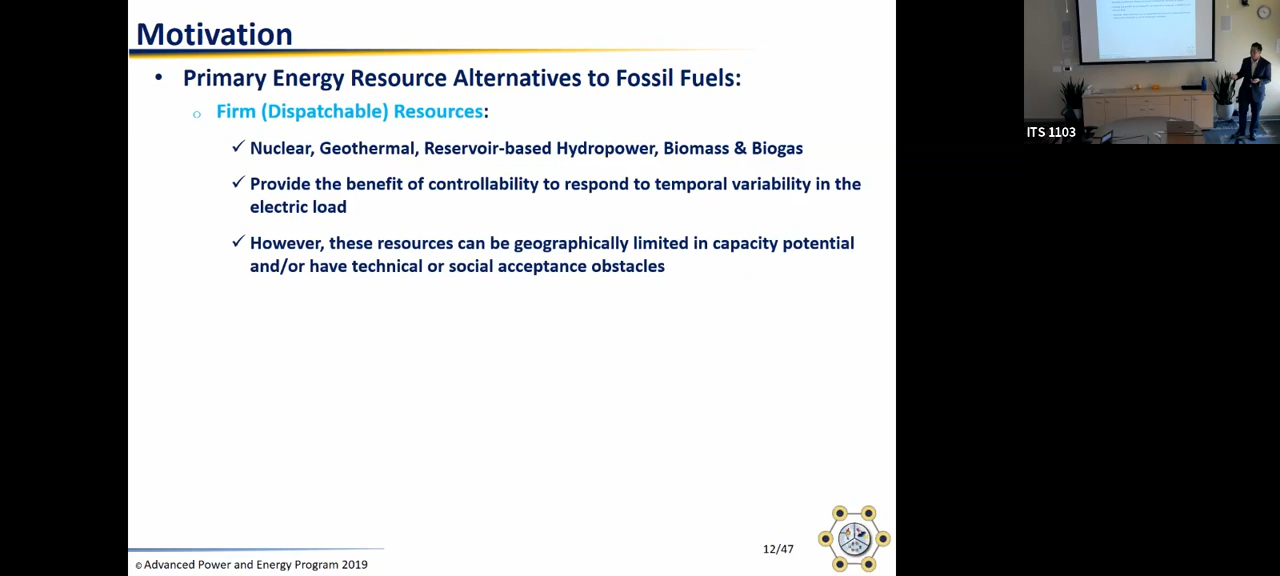 Motivation
• Primary Energy Resource Alternatives to Fossil Fuels:
o Firm (Dispatchable) Resources:
✓ Nuclear, Geothermal, Reservoir-based Hydropower, Biomass & Biogas
✓ Provide the benefit of controllability to respond to temporal variability in the
electric load
✓ However, these resources can be geographically limited in capacity potential
and/or have technical or social acceptance obstacles
12/47
© Advanced Power and Energy Program 2019
ITS 1103